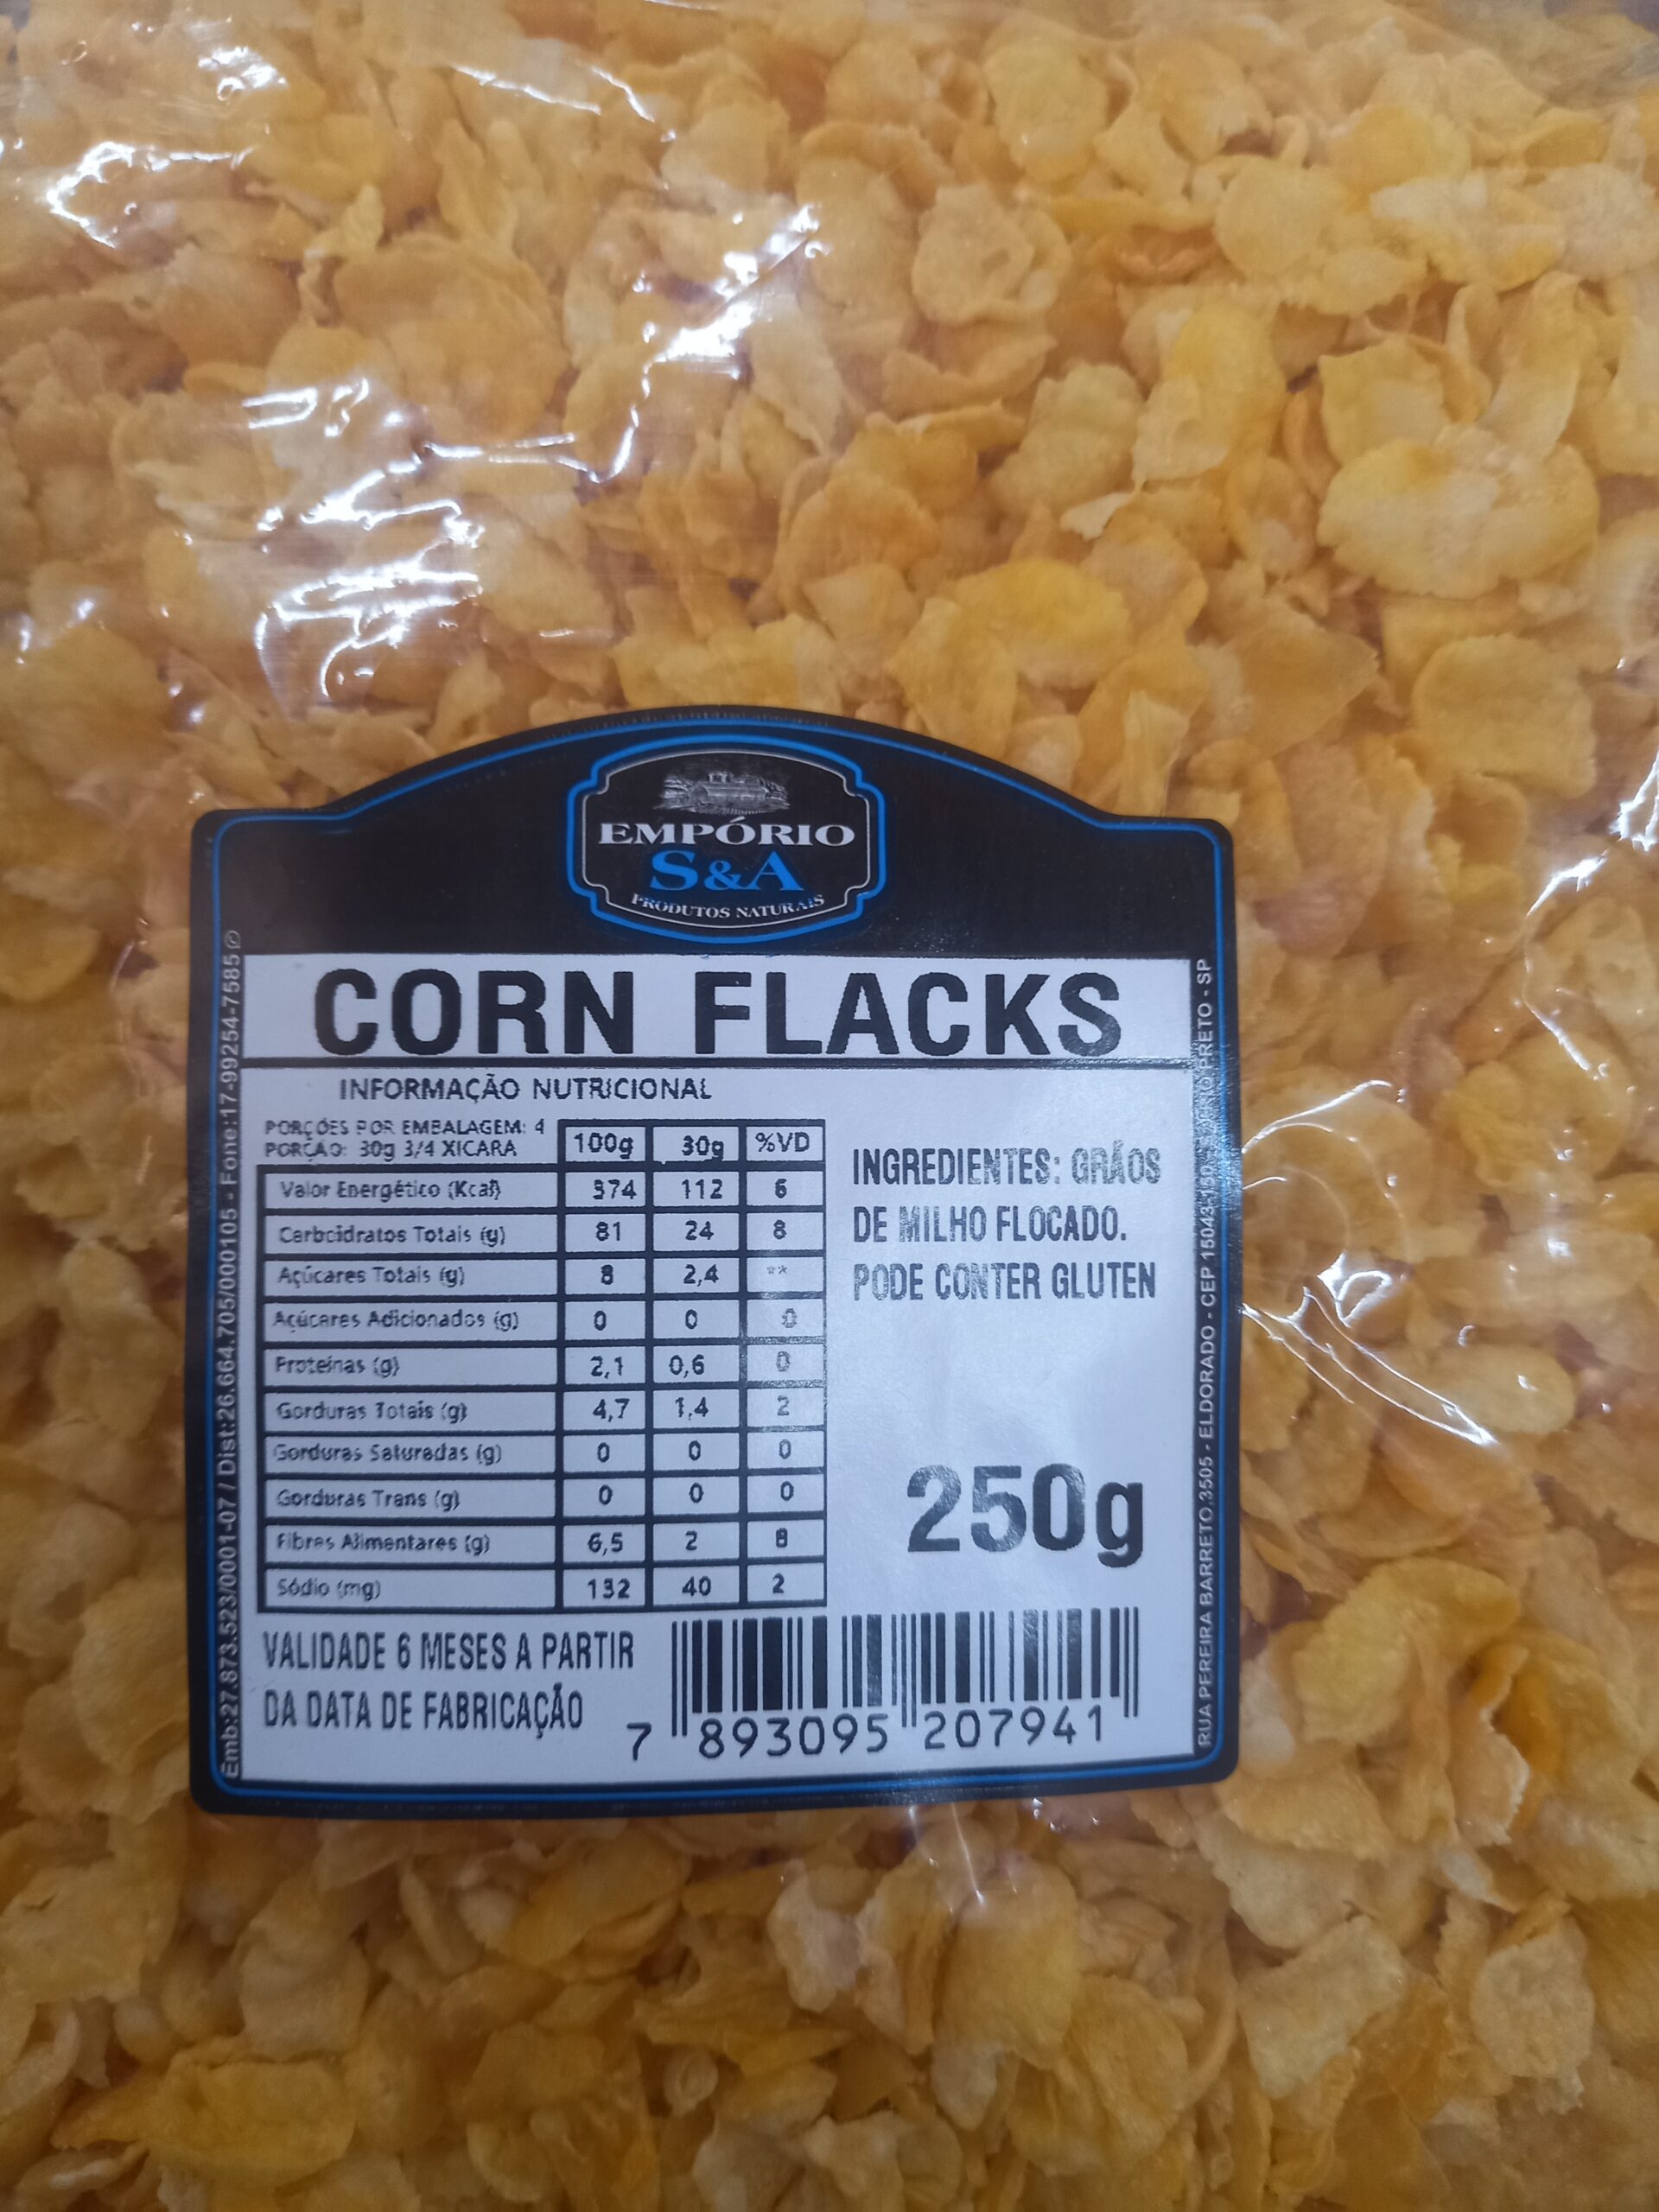 EMPÓRIO
S&A
PRODUTOS NATURAIS
CORN FLACKS
INFORMAÇÃO NUTRICIONAL
PORÇÕES POR EMBALAGEM: 4
PORÇÃO: 30g 3/4 XICARA
100g 30g %VD
Valor Energético (Kcal) 374 112 6
Carboidratos Totais (g) 81 24 8
Açúcares Totais (g) 8 2,4 **
Açúcares Adicionados (g) 0 0 0
Proteínas (g) 2,1 0,6 0
Gorduras Totais (g) 4,7 1,4 2
Gorduras Saturadas (g) 0 0 0
Gorduras Trans (g) 0 0 0
Fibras Alimentares (g) 6,5 2 8
Sódio (mg) 132 40 2
INGREDIENTES: GRÃOS
DE MILHO FLOCADO.
PODE CONTER GLUTEN
250g
VALIDADE 6 MESES A PARTIR
DA DATA DE FABRICAÇÃO
7 893095 207941
Emb:27.873.523/0001-07 / Dist:26.664.705/000105 - Fone:17-99254-7585
RUA PEREIRA BARRETO,3505 - ELDORADO - CEP PRETO - SP